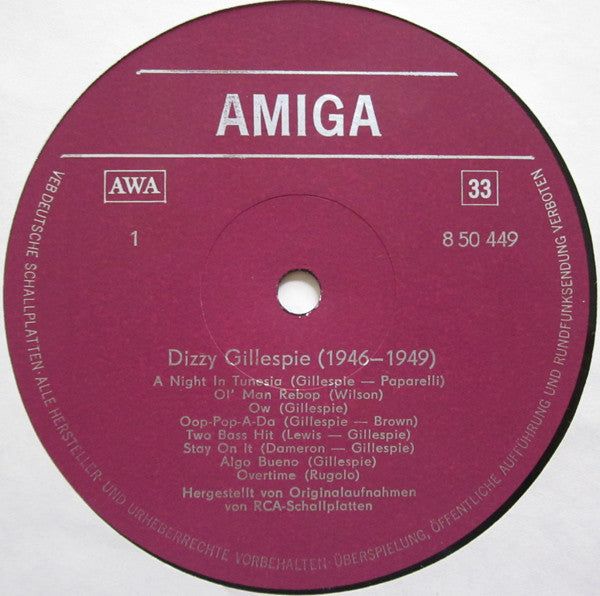 AMIGA
AWA
33
1
8 50 449
Dizzy Gillespie (1946–1949)
A Night In Tunesia (Gillespie — Paparelli)
Ol' Man Rebop (Wilson)
Ow (Gillespie)
Oop-Pop-A-Da (Gillespie — Brown)
Two Bass Hit (Lewis — Gillespie)
Stay On It (Dameron — Gillespie)
Algo Bueno (Gillespie)
Overtime (Rugolo)
Hergestellt von Originalaufnahmen
von RCA-Schallplatten
VEB DEUTSCHE SCHALLPLATTEN · ALLE HERSTELLER- UND URHEBERRECHTE VORBEHALTEN · ÜBERSPIELUNG, ÖFFENTLICHE AUFFÜHRUNG UND RUNDFUNKSENDUNG VERBOTEN